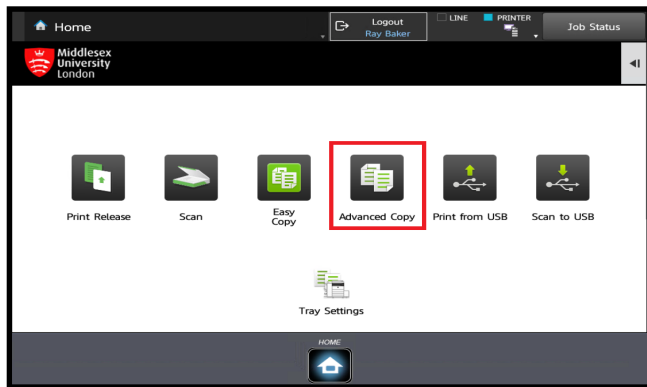 Home
Logout
Ray Baker
LINE
PRINTER
Job Status
Middlesex
University
London
Print Release
Scan
Easy
Copy
Advanced Copy
Print from USB
Scan to USB
Tray Settings
HOME